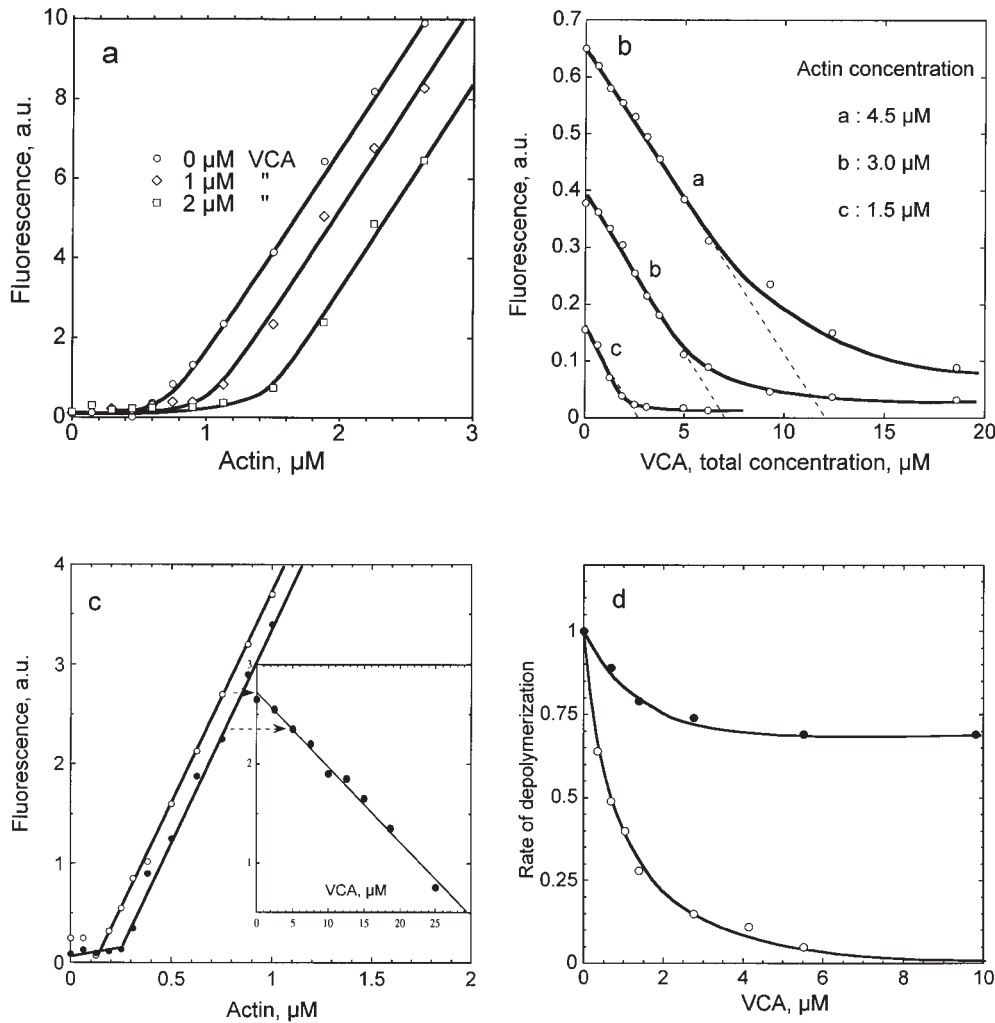 a
Fluorescence, a.u.
10
8
6
4
2
0
0 µM VCA
1 µM "
2 µM "
0 1 2 3
Actin, µM
b
Fluorescence, a.u.
0.7
0.6
0.5
0.4
0.3
0.2
0.1
0
Actin concentration
a : 4.5 µM
b : 3.0 µM
c : 1.5 µM
a
b
c
0 5 10 15 20
VCA, total concentration, µM
c
Fluorescence, a.u.
4
3
2
1
0
3
2
1
VCA, µM
0 5 10 15 20 25
0 0.5 1 1.5 2
Actin, µM
d
Rate of depolymerization
1
0.75
0.5
0.25
0
0 2 4 6 8 10
VCA, µM